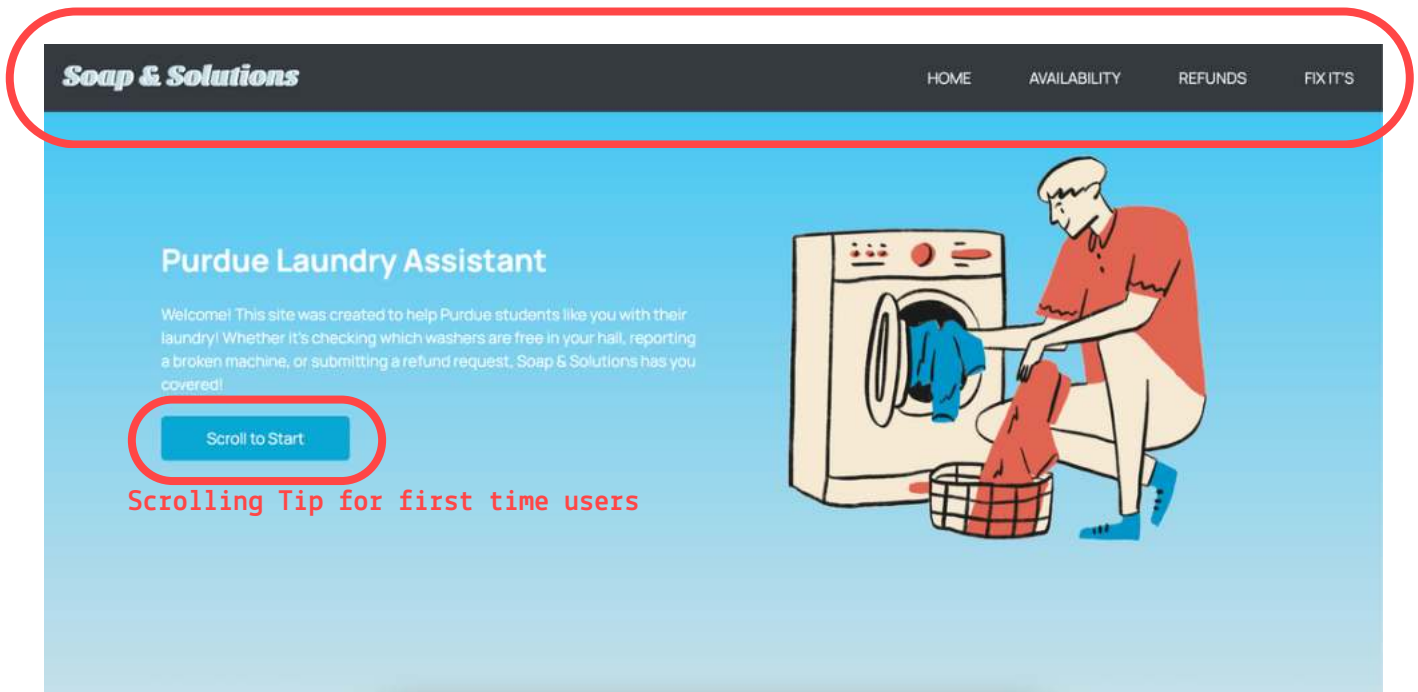 Soap & Solutions
HOME AVAILABILITY REFUNDS FIX IT'S
Purdue Laundry Assistant
Welcome! This site was created to help Purdue students like you with their
laundry! Whether it's checking which washers are free in your hall, reporting
a broken machine, or submitting a refund request, Soap & Solutions has you
covered!
Scroll to Start
Scrolling Tip for first time users